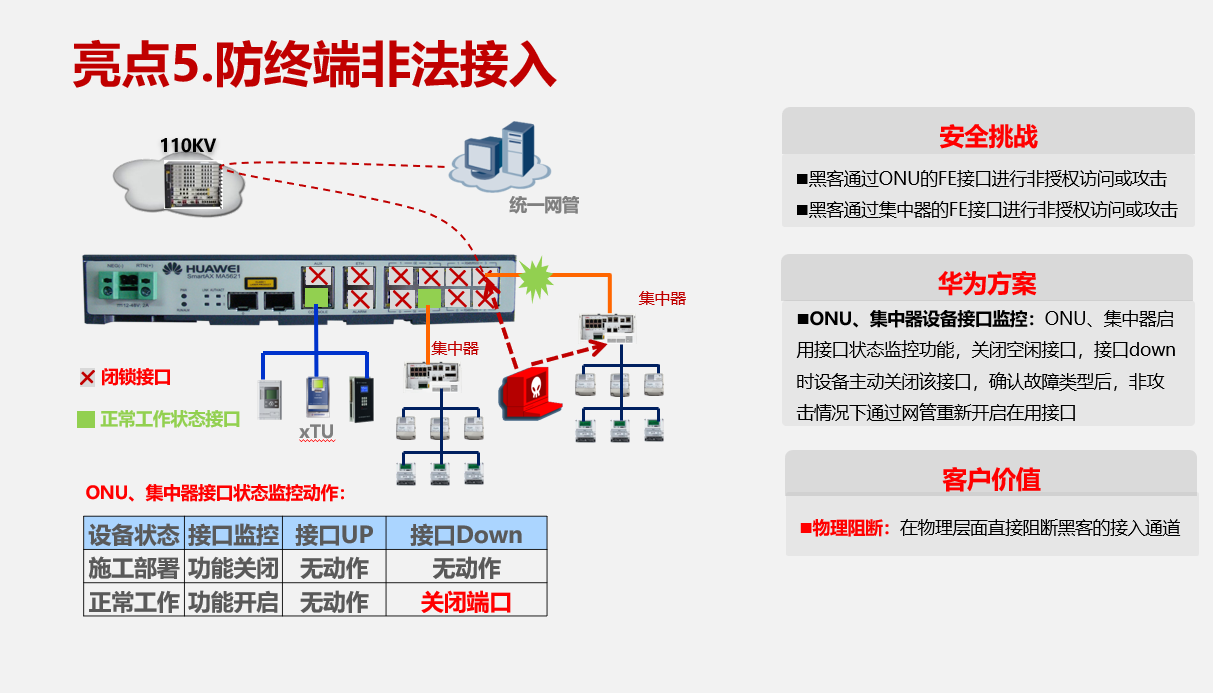 亮点5.防终端非法接入
110KV
统一网管
HUAWEI
SmartAX MA5621
集中器
集中器
闭锁接口
正常工作状态接口
xTU
ONU、集中器接口状态监控动作：
设备状态 接口监控 接口UP 接口Down
施工部署 功能关闭 无动作 无动作
正常工作 功能开启 无动作 关闭端口
安全挑战
■黑客通过ONU的FE接口进行非授权访问或攻击
■黑客通过集中器的FE接口进行非授权访问或攻击
华为方案
■ONU、集中器设备接口监控：ONU、集中器启
用接口状态监控功能，关闭空闲接口，接口down
时设备主动关闭该接口，确认故障类型后，非攻
击情况下通过网管重新开启在用接口
客户价值
■物理阻断：在物理层面直接阻断黑客的接入通道